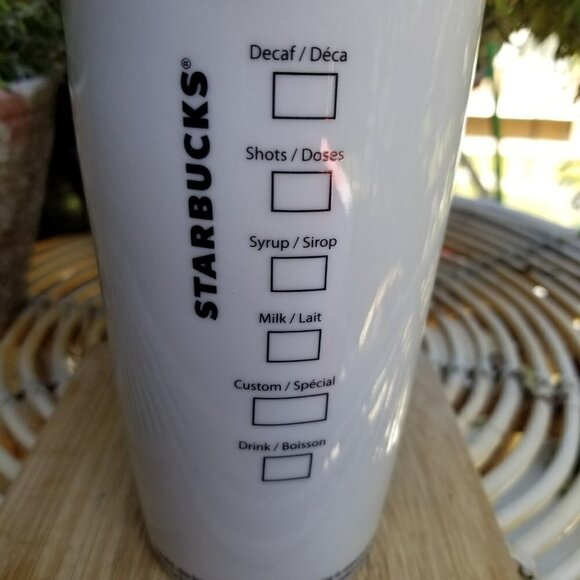 STARBUCKS®
Decaf / Déca
Shots / Doses
Syrup / Sirop
Milk / Lait
Custom / Spécial
Drink / Boisson